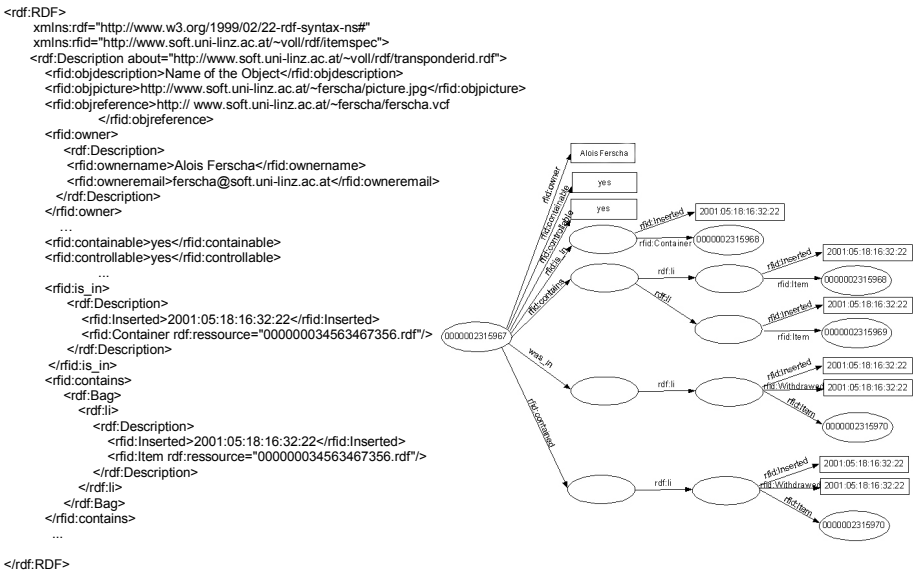 <rdf:RDF>
xmlns:rdf="http://www.w3.org/1999/02/22-rdf-syntax-ns#"
xmlns:rfid="http://www.soft.uni-linz.ac.at/~voll/rdf/itemspec">
<rdf:Description about="http://www.soft.uni-linz.ac.at/~voll/rdf/transponderid.rdf">
<rfid:objdescription>Name of the Object</rfid:objdescription>
<rfid:objpicture>http://www.soft.uni-linz.ac.at/~ferscha/picture.jpg</rfid:objpicture>
<rfid:objreference>http:// www.soft.uni-linz.ac.at/~ferscha/ferscha.vcf
</rfid:objreference>
<rfid:owner>
<rdf:Description>
<rfid:ownername>Alois Ferscha</rfid:ownername>
<rfid:owneremail>ferscha@soft.uni-linz.ac.at</rfid:owneremail>
</rdf:Description>
</rfid:owner>
...
<rfid:containable>yes</rfid:containable>
<rfid:controllable>yes</rfid:controllable>
...
<rfid:is_in>
<rdf:Description>
<rfid:Inserted>2001:05:18:16:32:22</rfid:Inserted>
<rfid:Container rdf:ressource="000000034563467356.rdf"/>
</rdf:Description>
</rfid:is_in>
<rfid:contains>
<rdf:Bag>
<rdf:li>
<rdf:Description>
<rfid:Inserted>2001:05:18:16:32:22</rfid:Inserted>
<rfid:Item rdf:ressource="000000034563467356.rdf"/>
</rdf:Description>
</rdf:li>
</rdf:Bag>
</rfid:contains>
...
</rdf:RDF>
0000002315967
rfid:owner
Alois Ferscha
rfid:containable
yes
rfid:controllable
yes
rfid:is_in
rfid:Inserted
2001:05:18:16:32:22
rfid:Container
0000002315968
rfid:contains
rdf:li
rfid:Inserted
2001:05:18:16:32:22
rfid:Item
0000002315968
rdf:li
rfid:Inserted
2001:05:18:16:32:22
rfid:Item
0000002315969
was_in
rdf:li
rfid:Inserted
2001:05:18:16:32:22
rfid:Withdrawed
2001:05:18:16:32:22
rfid:Item
0000002315970
rfid:contained
rdf:li
rfid:Inserted
2001:05:18:16:32:22
rfid:Withdrawed
2001:05:18:16:32:22
rfid:Item
0000002315970